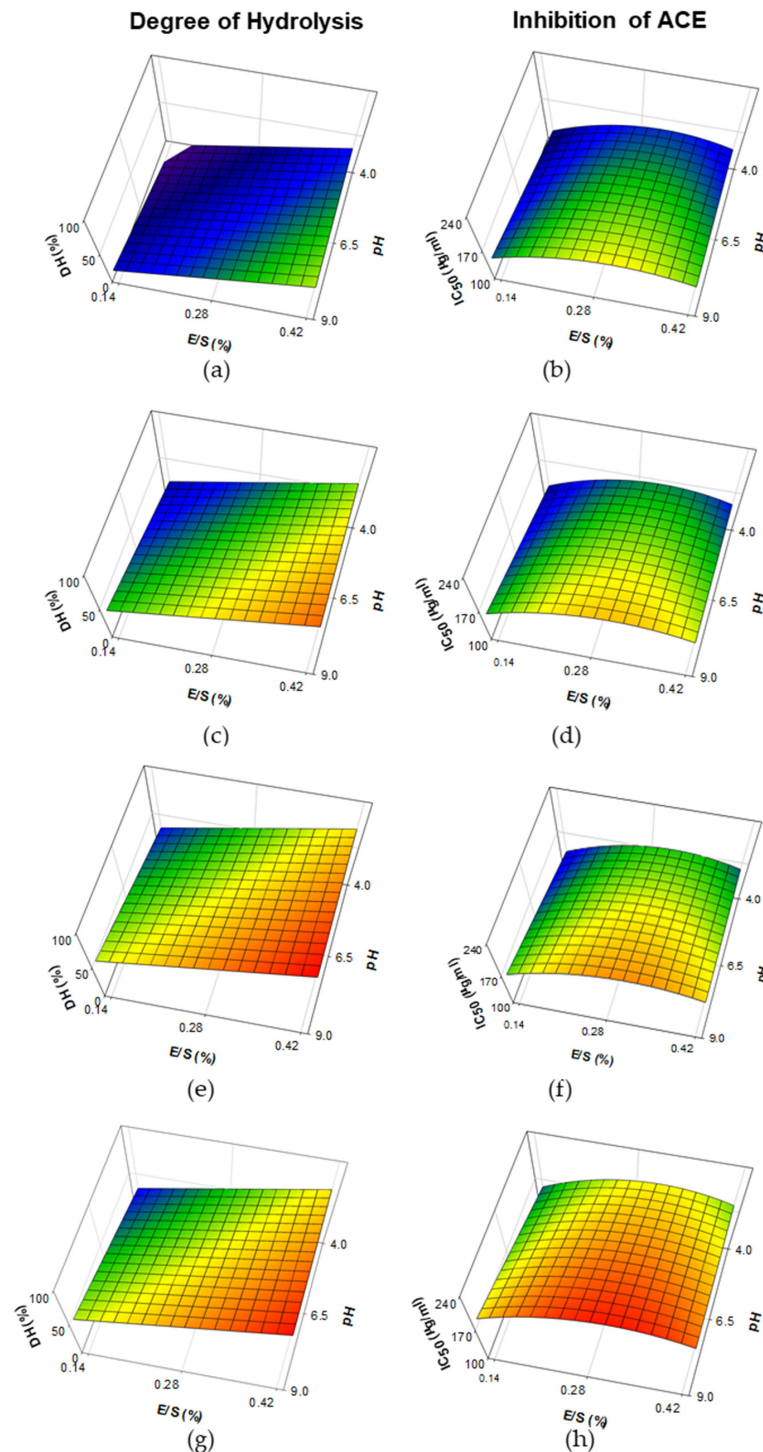 Degree of Hydrolysis
Inhibition of ACE
100
50
0
DH (%)
0.14
0.28
0.42
E/S (%)
4.0
6.5
9.0
pH
(a)
240
170
100
IC50 (µg/ml)
0.14
0.28
0.42
E/S (%)
4.0
6.5
9.0
pH
(b)
100
50
0
DH (%)
0.14
0.28
0.42
E/S (%)
4.0
6.5
9.0
pH
(c)
240
170
100
IC50 (µg/ml)
0.14
0.28
0.42
E/S (%)
4.0
6.5
9.0
pH
(d)
100
50
0
DH (%)
0.14
0.28
0.42
E/S (%)
4.0
6.5
9.0
pH
(e)
240
170
100
IC50 (µg/ml)
0.14
0.28
0.42
E/S (%)
4.0
6.5
9.0
pH
(f)
100
50
0
DH (%)
0.14
0.28
0.42
E/S (%)
4.0
6.5
9.0
pH
(g)
240
170
100
IC50 (µg/ml)
0.14
0.28
0.42
E/S (%)
4.0
6.5
9.0
pH
(h)